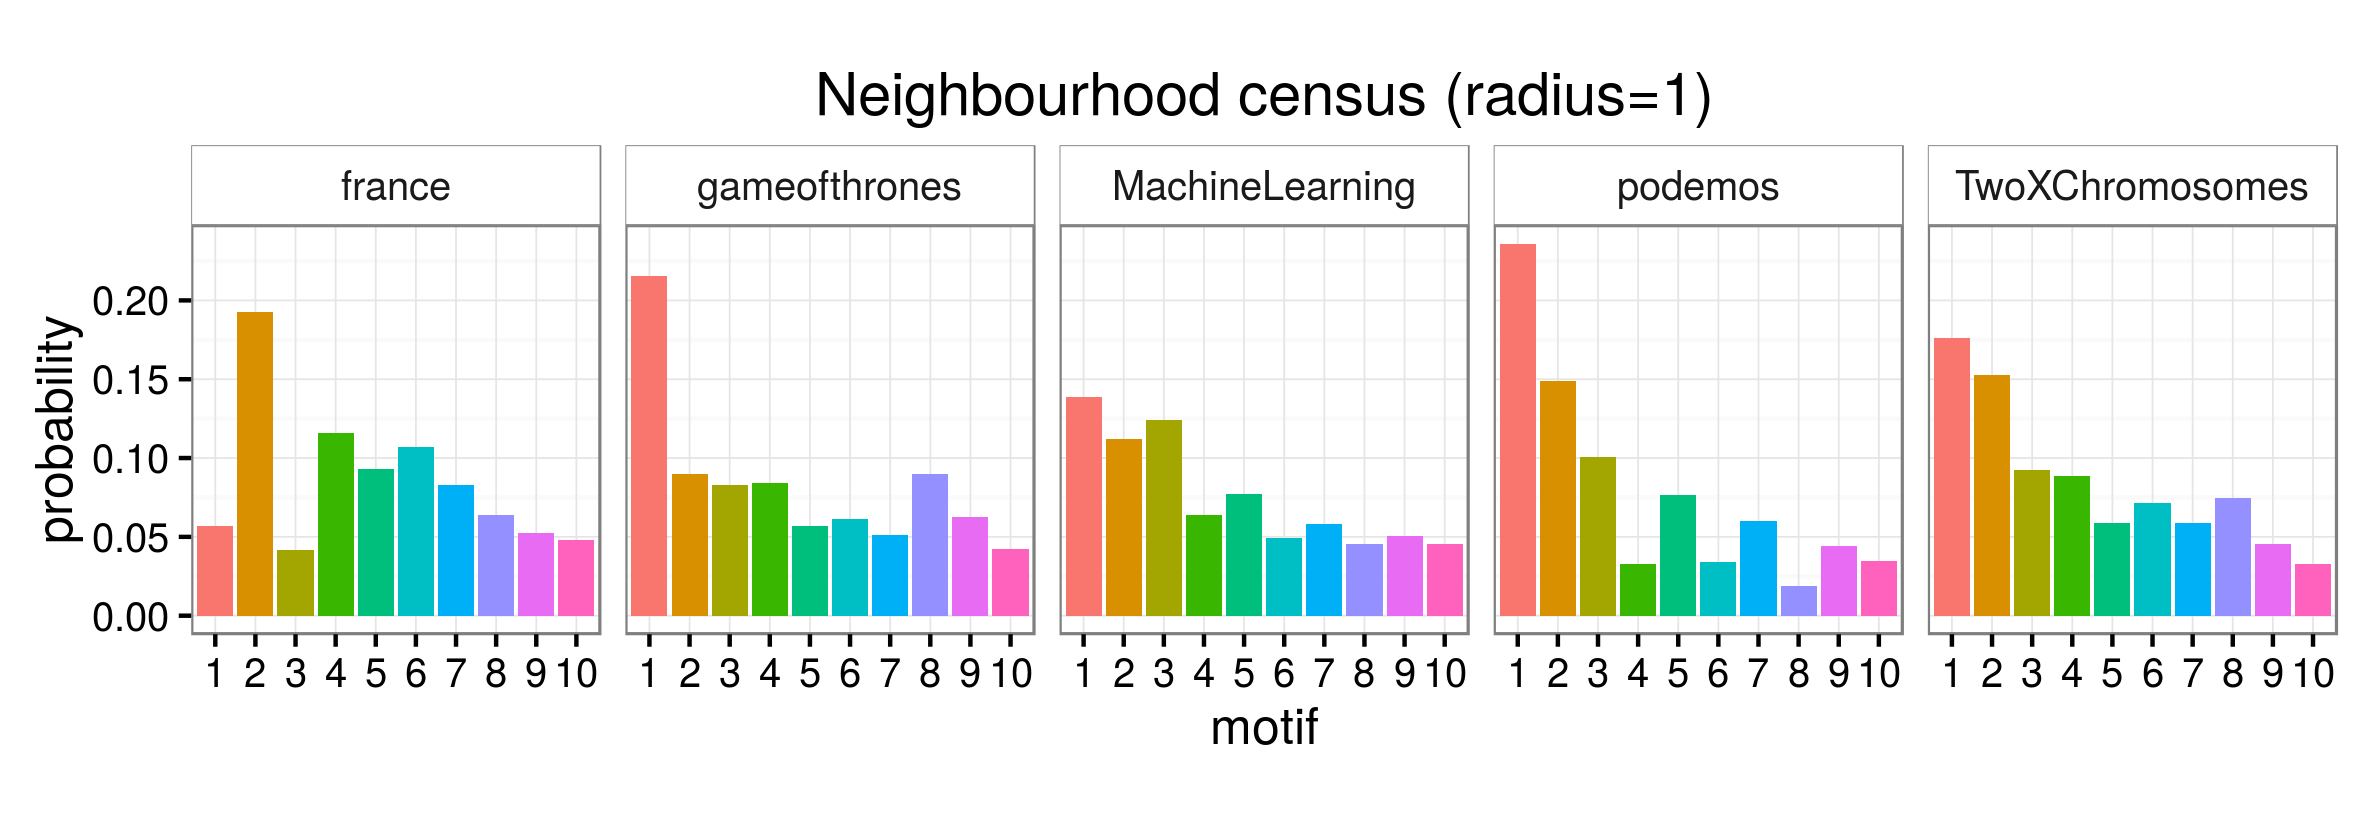 Neighbourhood census (radius=1)
france gameofthrones MachineLearning podemos TwoXChromosomes
probability
0.20
0.15
0.10
0.05
0.00
1 2 3 4 5 6 7 8 9 10 1 2 3 4 5 6 7 8 9 10 1 2 3 4 5 6 7 8 9 10 1 2 3 4 5 6 7 8 9 10 1 2 3 4 5 6 7 8 9 10
motif